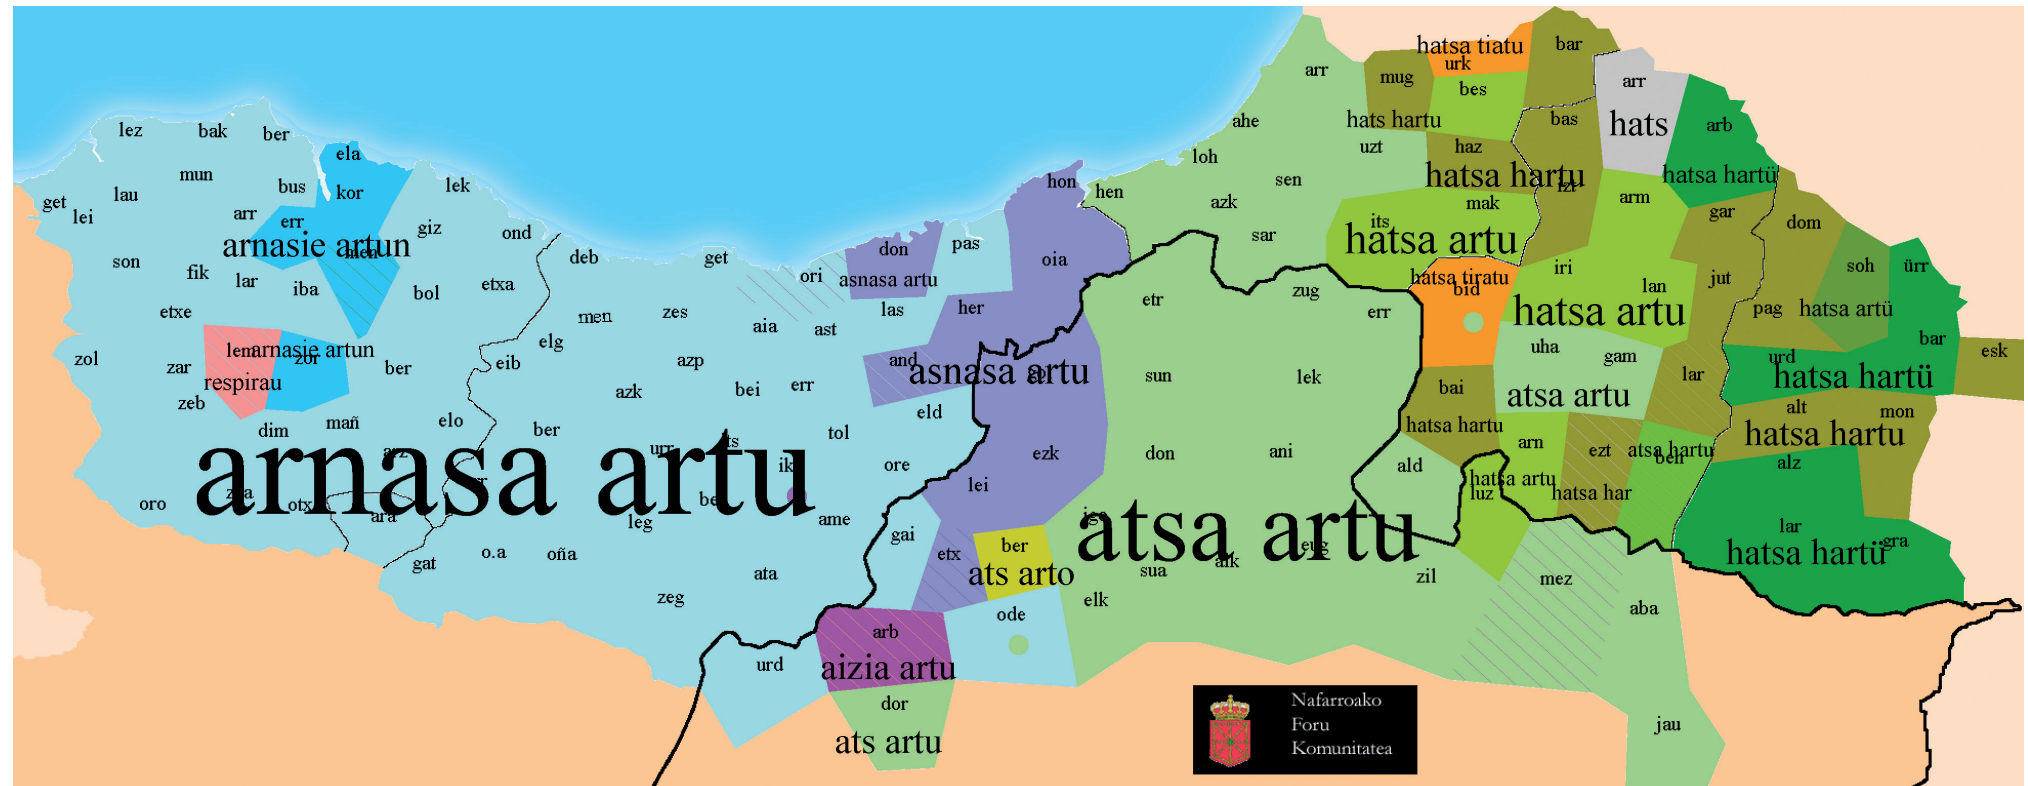 lez
bak
ber
ela
kor
lek
mun
bus
lau
get
lei
arr
err
giz
ond
arnasie artun
men
son
fik
lar
iba
bol
etxa
etxe
lem
arnasie artun
zor
zol
zar
respirau
ber
zeb
dim
mañ
elo
arnasa artu
oro
otx
ara
gat
o.a
oña
leg
zeg
ata
ame
deb
get
ori
men
zes
aia
ast
elg
eib
azp
azk
bei
err
ber
tol
ore
eld
las
don
asnasa artu
pas
hon
oia
her
and
asnasa artu
ezk
lei
gai
etx
ber
ats arto
ode
arb
aizia artu
urd
dor
ats artu
hen
loh
ahe
arr
uzt
sen
azk
sar
etr
zug
err
sun
lek
don
ani
atsa artu
sua
elk
zil
mez
aba
jau
mug
hatsa tiatu
urk
bes
bar
hats hartu
haz
hatsa hartu
bas
arr
hats
arb
hatsa hartü
mak
its
hatsa artu
arm
gar
dom
hatsa tiratu
bid
iri
lan
jut
hatsa artu
soh
ürr
pag
hatsa artü
bar
esk
uha
gam
atsa artu
lar
urd
hatsa hartü
bai
hatsa hartu
alt
mon
hatsa hartu
arn
ezt
atsa hartu
ald
hatsa artu
luz
hatsa har
alz
lar
gra
hatsa hartü
Nafarroako
Foru
Komunitatea